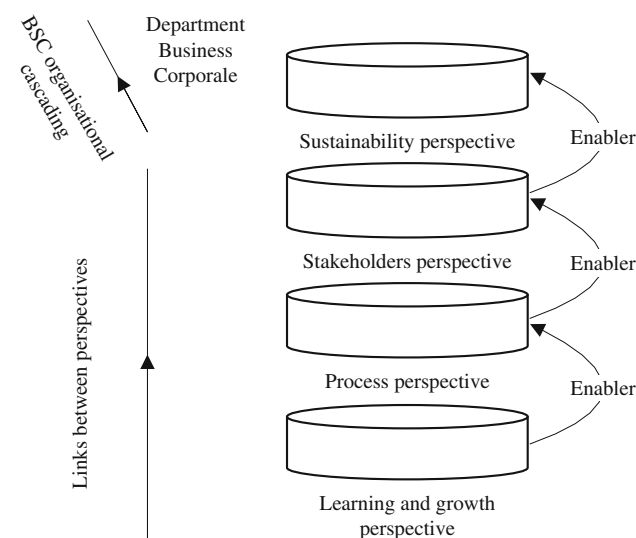 BSC organisational
cascading
Department
Business
Corporale
Sustainability perspective
Enabler
Stakeholders perspective
Enabler
Links between perspectives
Process perspective
Enabler
Learning and growth
perspective